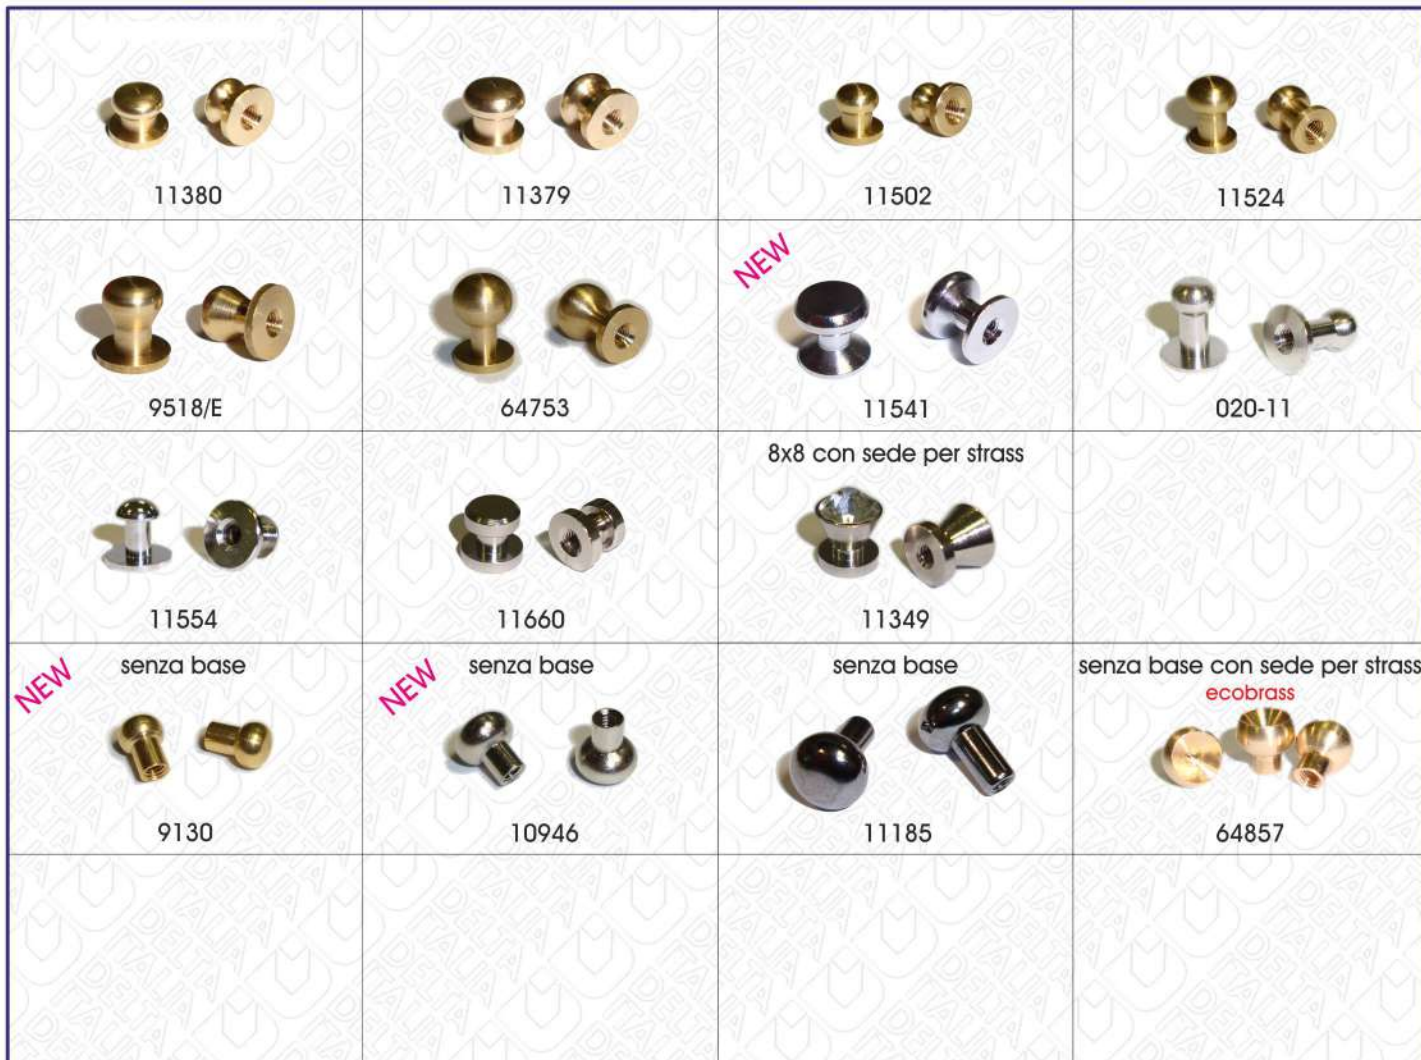 11380
11379
11502
11524
9518/E
64753
NEW
11541
020-11
11554
11660
8x8 con sede per strass
11349
NEW
senza base
9130
NEW
senza base
10946
senza base
11185
senza base con sede per strass
ecobrass
64857
DELTA